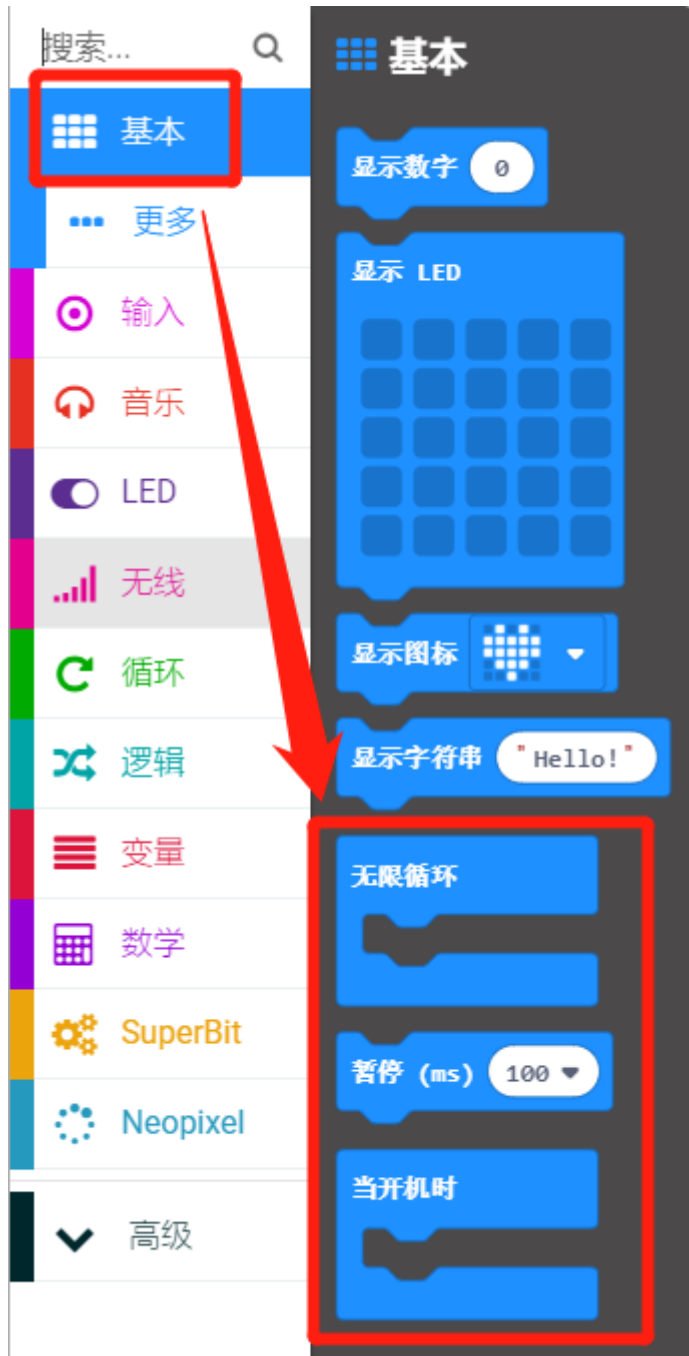 搜索...
基本
更多
输入
音乐
LED
无线
循环
逻辑
变量
数学
SuperBit
Neopixel
高级
基本
显示数字 0
显示 LED
显示图标
显示字符串 "Hello!"
无限循环
暂停 (ms) 100
当开机时